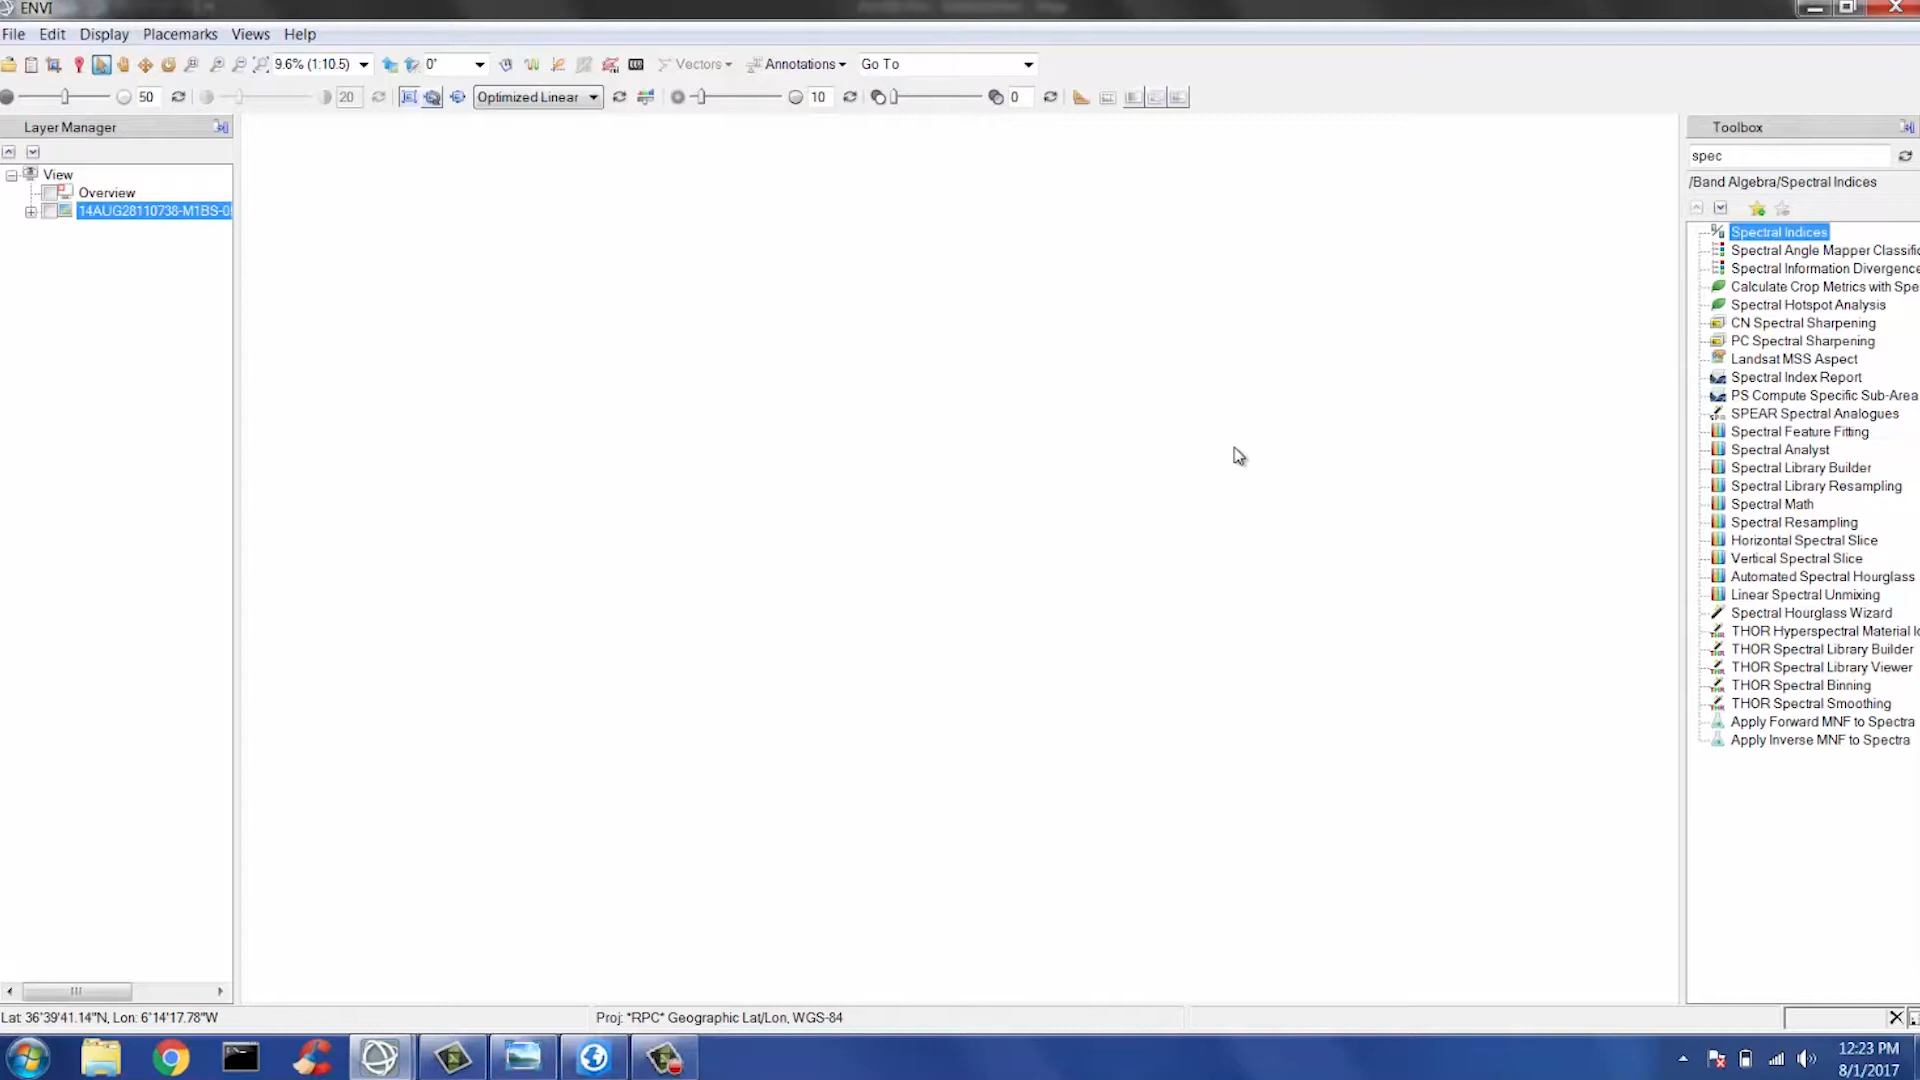 ENVI
File Edit Display Placemarks Views Help
9.6% (1:10.5) 0° Vectors Annotations Go To
50 20 Optimized Linear 10 0
Layer Manager
View
Overview
14AUG28110738-M1BS-0
Toolbox
spec
/Band Algebra/Spectral Indices
Spectral Indices
Spectral Angle Mapper Classific
Spectral Information Divergence
Calculate Crop Metrics with Spe
Spectral Hotspot Analysis
CN Spectral Sharpening
PC Spectral Sharpening
Landsat MSS Aspect
Spectral Index Report
PS Compute Specific Sub-Area
SPEAR Spectral Analogues
Spectral Feature Fitting
Spectral Analyst
Spectral Library Builder
Spectral Library Resampling
Spectral Math
Spectral Resampling
Horizontal Spectral Slice
Vertical Spectral Slice
Automated Spectral Hourglass
Linear Spectral Unmixing
Spectral Hourglass Wizard
THOR Hyperspectral Material Id
THOR Spectral Library Builder
THOR Spectral Library Viewer
THOR Spectral Binning
THOR Spectral Smoothing
Apply Forward MNF to Spectra
Apply Inverse MNF to Spectra
Lat: 36°39'41.14"N, Lon: 6°14'17.78"W
Proj: *RPC* Geographic Lat/Lon, WGS-84
12:23 PM
8/1/2017